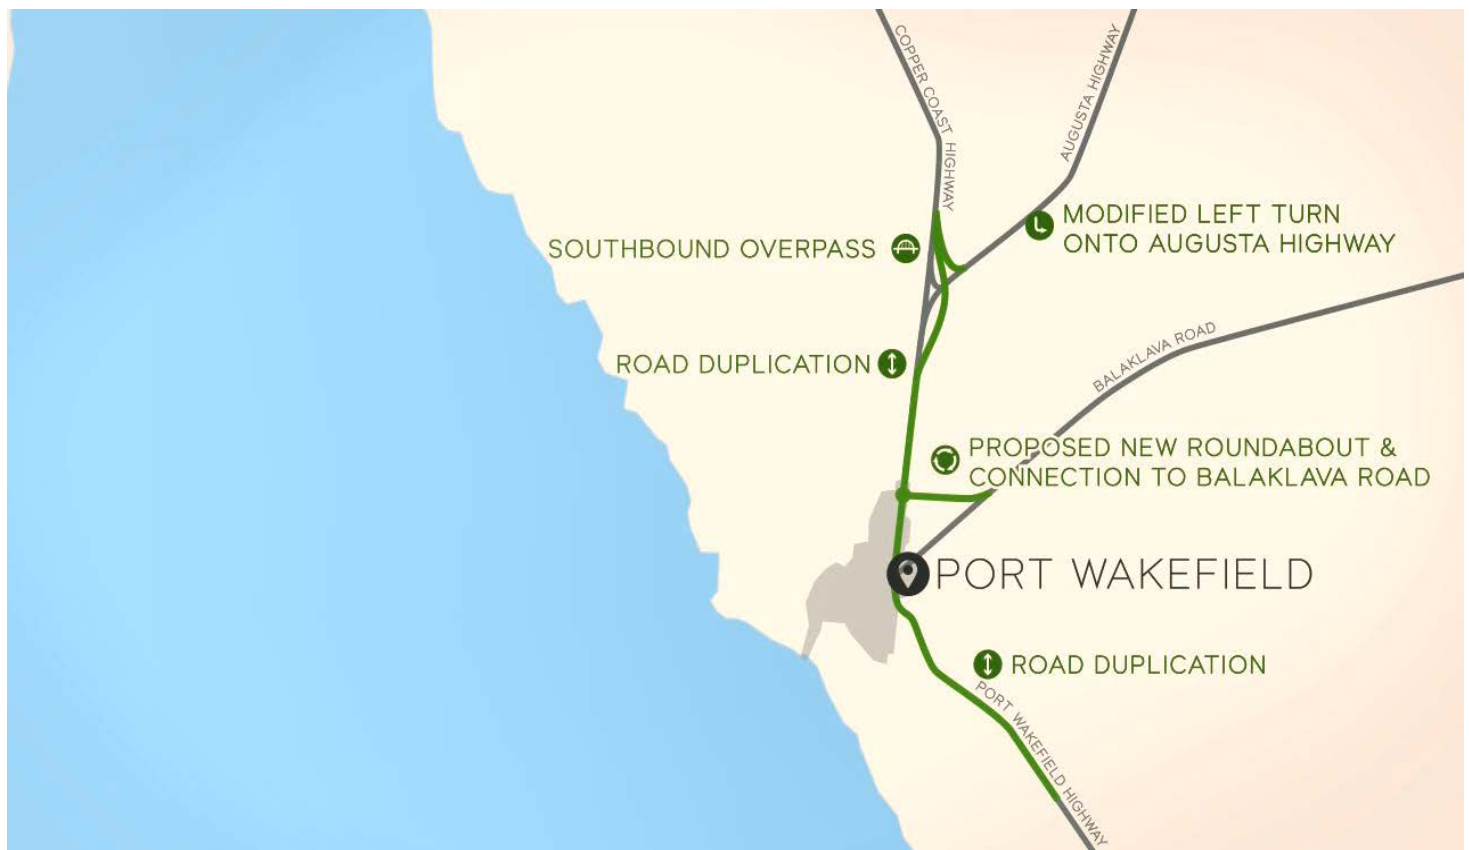 COPPER COAST HIGHWAY
AUGUSTA HIGHWAY
MODIFIED LEFT TURN
ONTO AUGUSTA HIGHWAY
SOUTHBOUND OVERPASS
BALAKLAVA ROAD
ROAD DUPLICATION
PROPOSED NEW ROUNDABOUT &
CONNECTION TO BALAKLAVA ROAD
PORT WAKEFIELD
ROAD DUPLICATION
PORT WAKEFIELD HIGHWAY